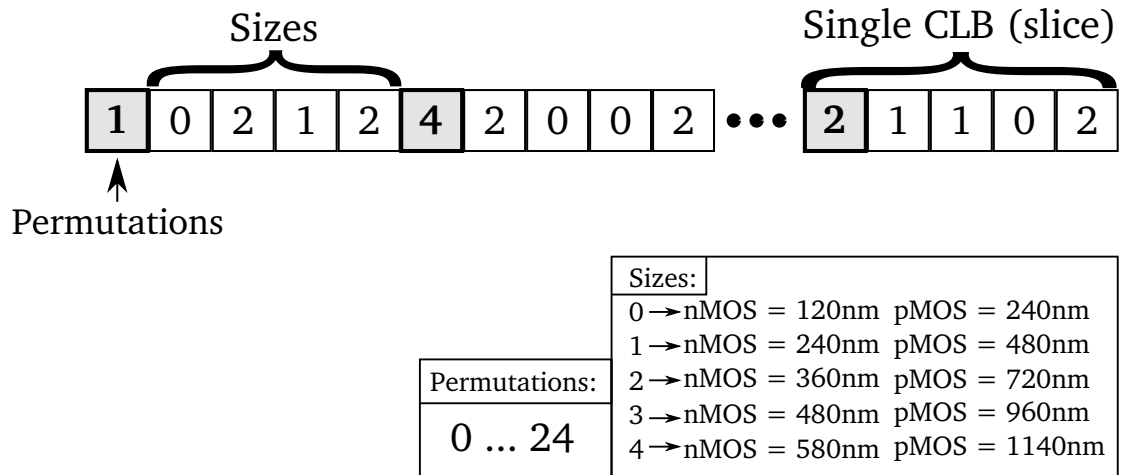 Sizes
Single CLB (slice)
1 0 2 1 2 4 2 0 0 2 ••• 2 1 1 0 2
Permutations
Sizes:
0 → nMOS = 120nm pMOS = 240nm
1 → nMOS = 240nm pMOS = 480nm
2 → nMOS = 360nm pMOS = 720nm
3 → nMOS = 480nm pMOS = 960nm
4 → nMOS = 580nm pMOS = 1140nm
Permutations:
0 ... 24